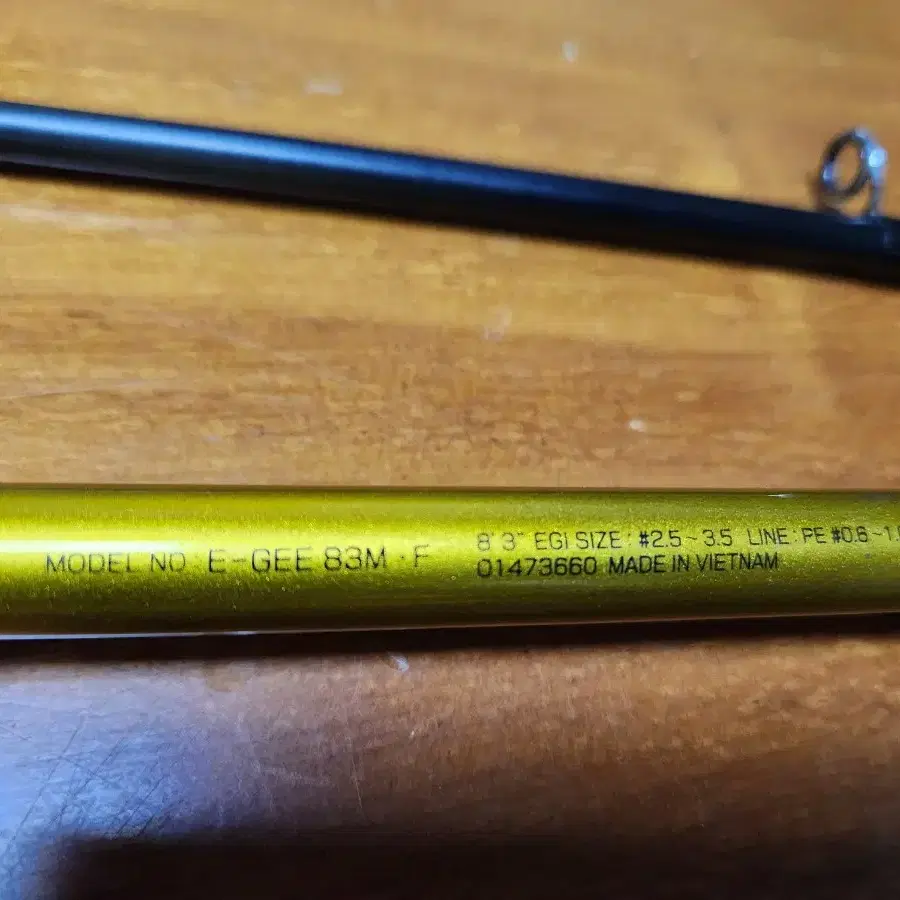 MODEL NO E-GEE 83M·F
8'3" EGI SIZE : #2.5~3.5 LINE : PE #0.6~1.0
01473660 MADE IN VIETNAM